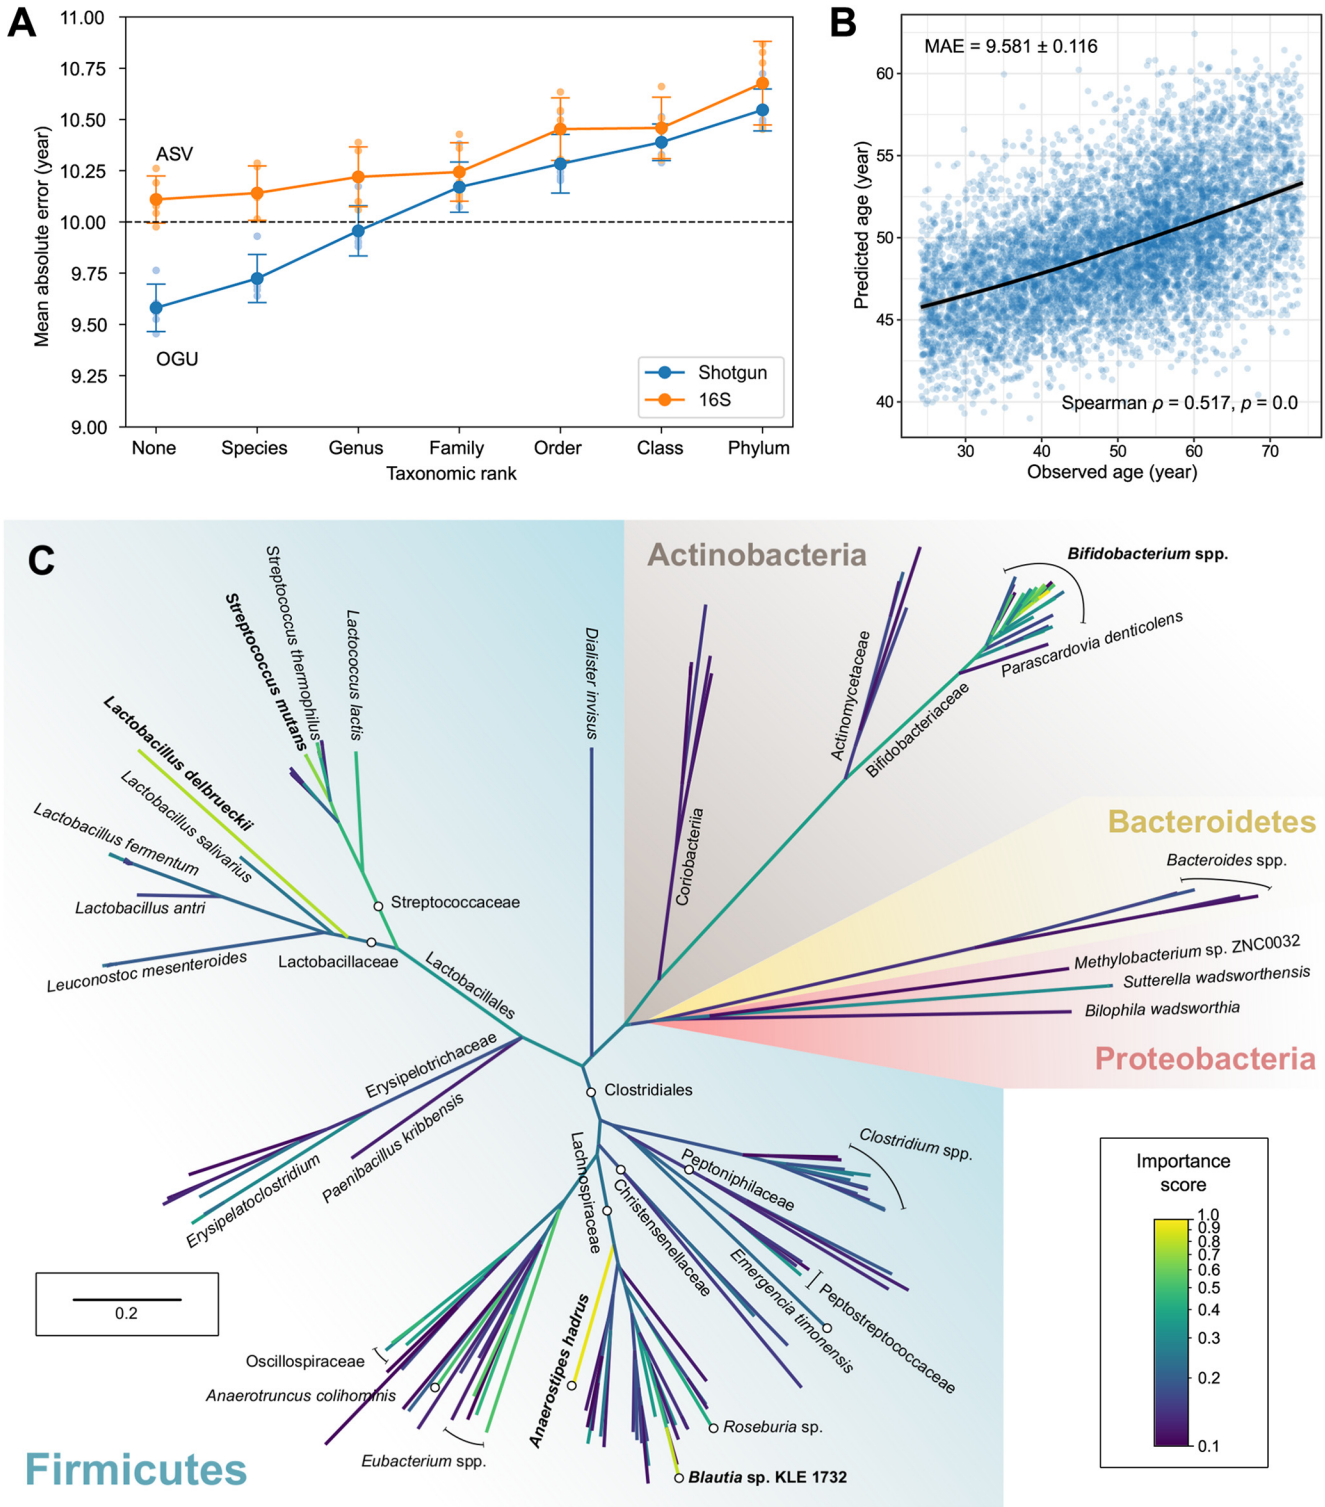 A
11.00
10.75
10.50
10.25
10.00
9.75
9.50
9.25
9.00
Mean absolute error (year)
ASV
OGU
Shotgun
16S
None Species Genus Family Order Class Phylum
Taxonomic rank
B
MAE = 9.581 ± 0.116
60
55
50
45
40
Predicted age (year)
Spearman ρ = 0.517, p = 0.0
30 40 50 60 70
Observed age (year)
C
Streptococcus mutans
Streptococcus thermophilus
Lactococcus lactis
Dialister invisus
Lactobacillus delbrueckii
Lactobacillus salivarius
Lactobacillus fermentum
Lactobacillus antri
Leuconostoc mesenteroides
Streptococcaceae
Lactobacillaceae
Lactobacillales
Actinobacteria
Bifidobacterium spp.
Parascardovia denticolens
Actinomycetaceae
Bifidobacteriaceae
Coriobacteriia
Bacteroidetes
Bacteroides spp.
Methylobacterium sp. ZNC0032
Sutterella wadsworthensis
Bilophila wadsworthia
Proteobacteria
Erysipelotrichaceae
Paenibacillus kribbensis
Erysipelatoclostridium
Clostridiales
Clostridium spp.
Peptoniphilaceae
Lachnospiraceae
Christensenellaceae
Emergencia timonensis
Peptostreptococcaceae
Oscillospiraceae
Anaerotruncus colihominis
Eubacterium spp.
Anaerostipes hadrus
Roseburia sp.
Blautia sp. KLE 1732
Firmicutes
0.2
Importance
score
1.0
0.9
0.8
0.7
0.6
0.5
0.4
0.3
0.2
0.1